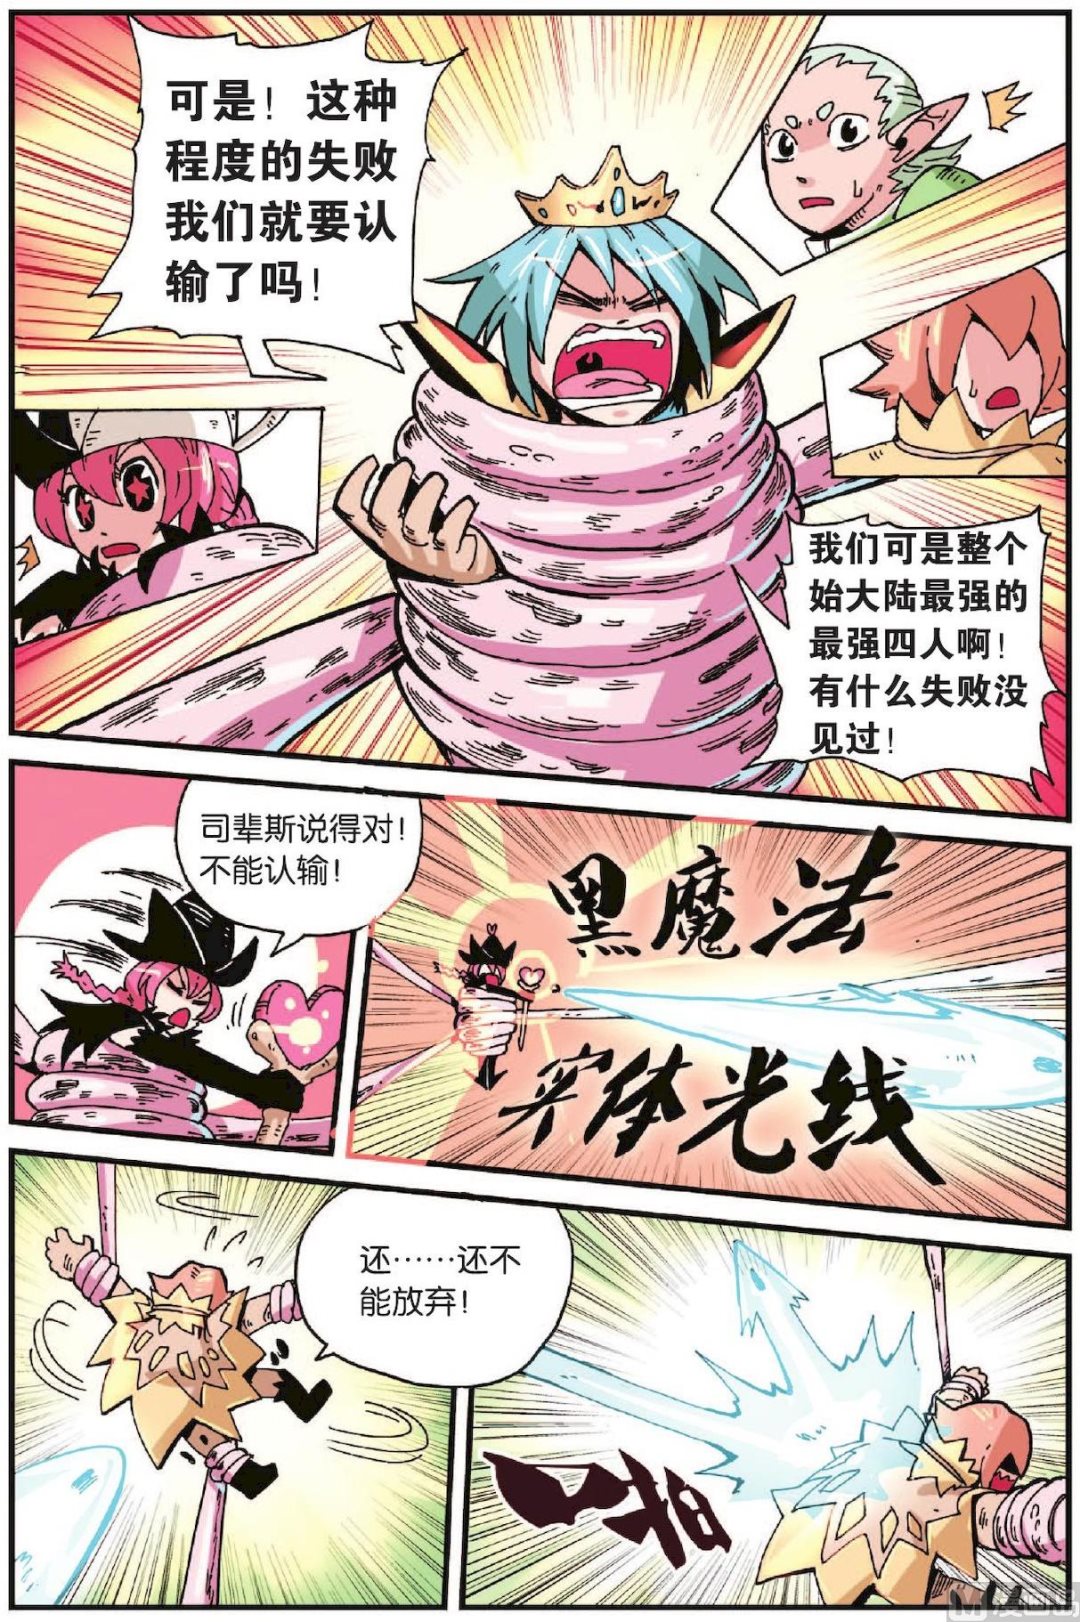 可是！这种
程度的失败
我们就要认
输了吗！
我们可是整个
始大陆最强的
最强四人啊！
有什么失败没
见过！
司辈斯说得对！
不能认输！
黑魔法
实体光线
还……还不
能放弃！